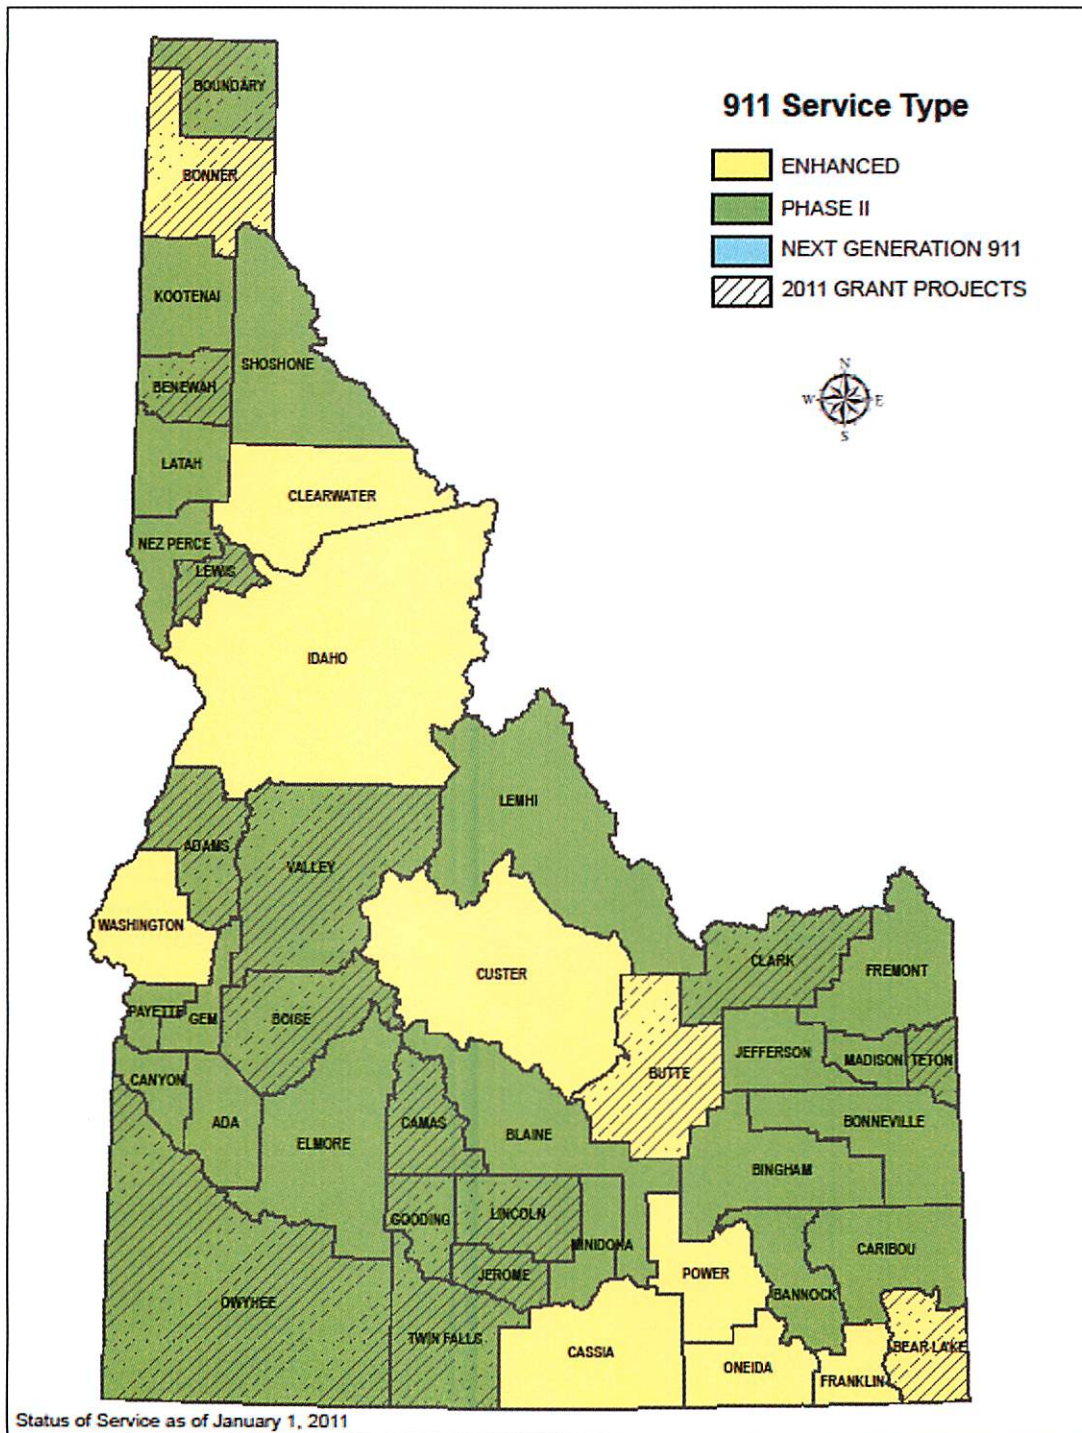 911 Service Type
ENHANCED
PHASE II
NEXT GENERATION 911
2011 GRANT PROJECTS
N
W E
S
BOUNDARY
BONNER
KOOTENAI
SHOSHONE
BENEWAH
LATAH
CLEARWATER
NEZ PERCE
LEWIS
IDAHO
LEMHI
ADAMS
VALLEY
WASHINGTON
CUSTER
CLARK
FREMONT
PAYETTE
GEM
BOISE
JEFFERSON
MADISON
TETON
BUTTE
CANYON
ADA
ELMORE
CAMAS
BLAINE
BONNEVILLE
BINGHAM
GOODING
LINCOLN
MINIDOKA
CARIBOU
JEROME
POWER
BANNOCK
OWYHEE
TWIN FALLS
CASSIA
ONEIDA
FRANKLIN
BEAR LAKE
Status of Service as of January 1, 2011